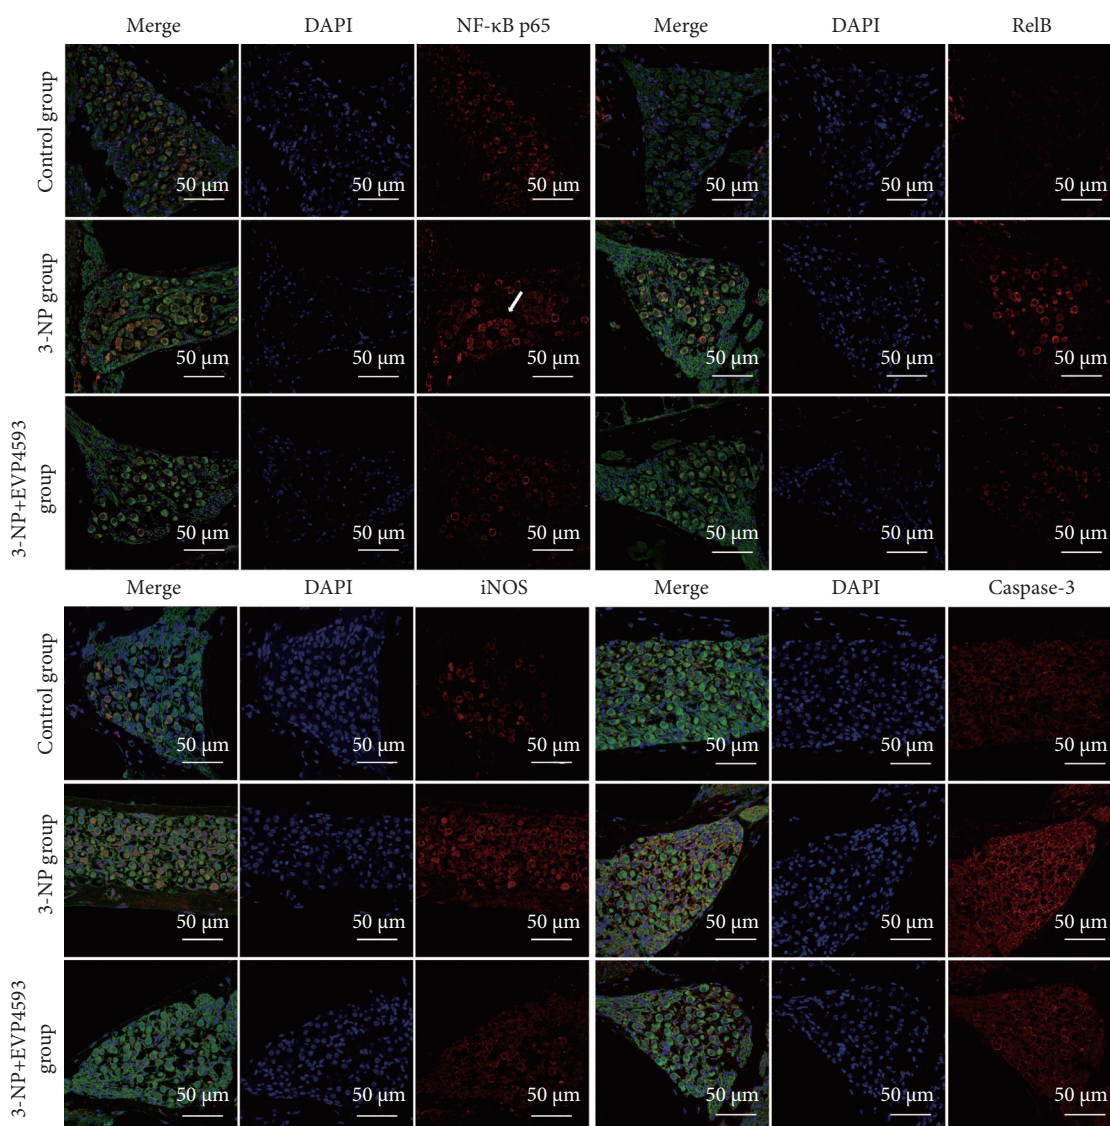 Merge DAPI NF-κB p65 Merge DAPI RelB
Control group
50 μm 50 μm 50 μm 50 μm 50 μm 50 μm
3-NP group
50 μm 50 μm 50 μm 50 μm 50 μm 50 μm
3-NP+EVP4593
group
50 μm 50 μm 50 μm 50 μm 50 μm 50 μm
Merge DAPI iNOS Merge DAPI Caspase-3
Control group
50 μm 50 μm 50 μm 50 μm 50 μm 50 μm
3-NP group
50 μm 50 μm 50 μm 50 μm 50 μm 50 μm
3-NP+EVP4593
group
50 μm 50 μm 50 μm 50 μm 50 μm 50 μm